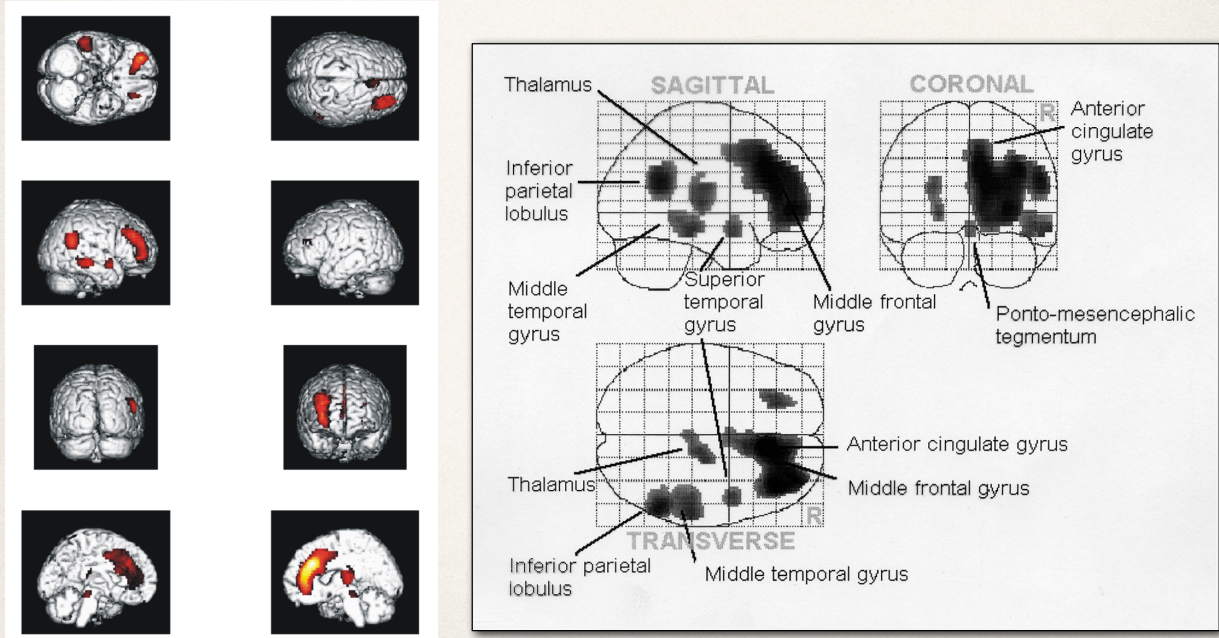 Thalamus
SAGITTAL
CORONAL
R
Anterior
cingulate
gyrus
Inferior
parietal
lobulus
Middle
temporal
gyrus
Superior
temporal
gyrus
Middle frontal
gyrus
Ponto-mesencephalic
tegmentum
Anterior cingulate gyrus
Middle frontal gyrus
Thalamus
R
TRANSVERSE
Inferior parietal
lobulus
Middle temporal gyrus